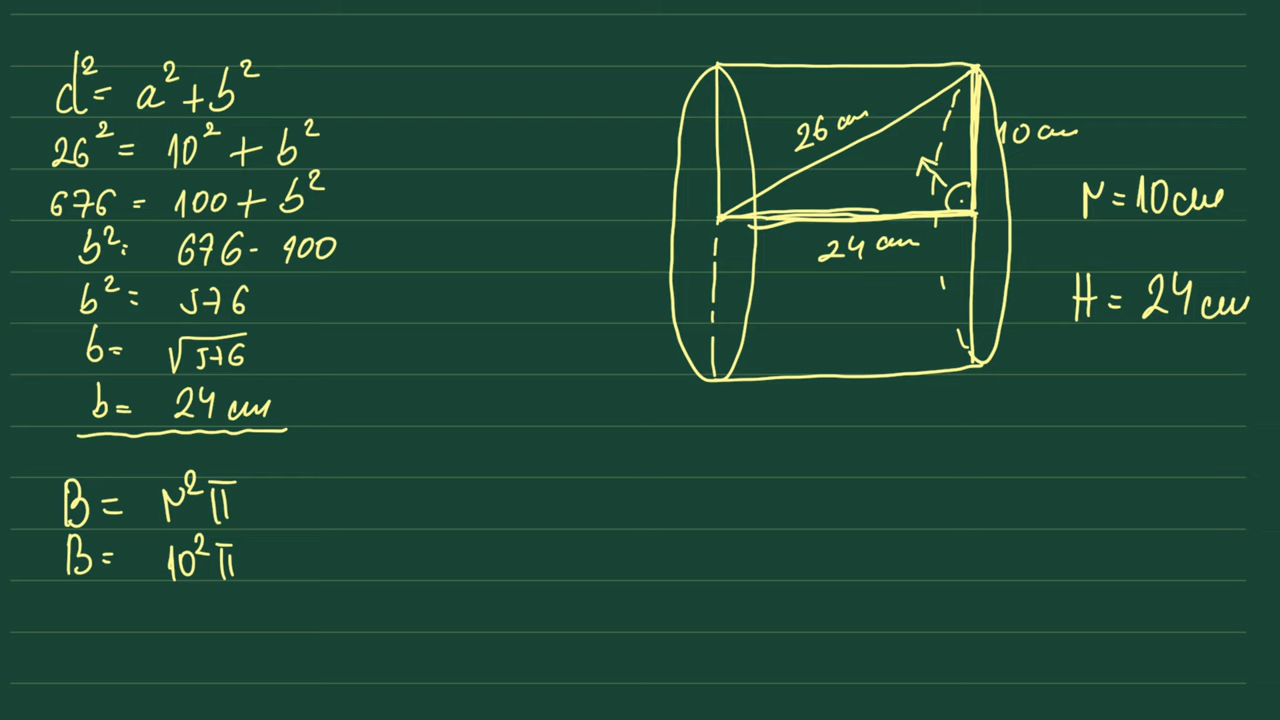 d² = a² + b²
26² = 10² + b²
676 = 100 + b²
b² = 676 - 100
b² = 576
b = √576
b = 24 cm
B = r²π
B = 10²π
26 cm
10 cm
24 cm
r = 10 cm
H = 24 cm